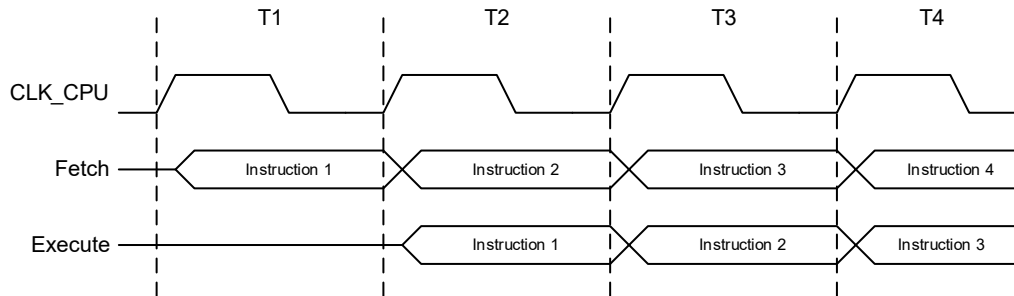 T1 T2 T3 T4
CLK_CPU
Fetch Instruction 1 Instruction 2 Instruction 3 Instruction 4
Execute Instruction 1 Instruction 2 Instruction 3